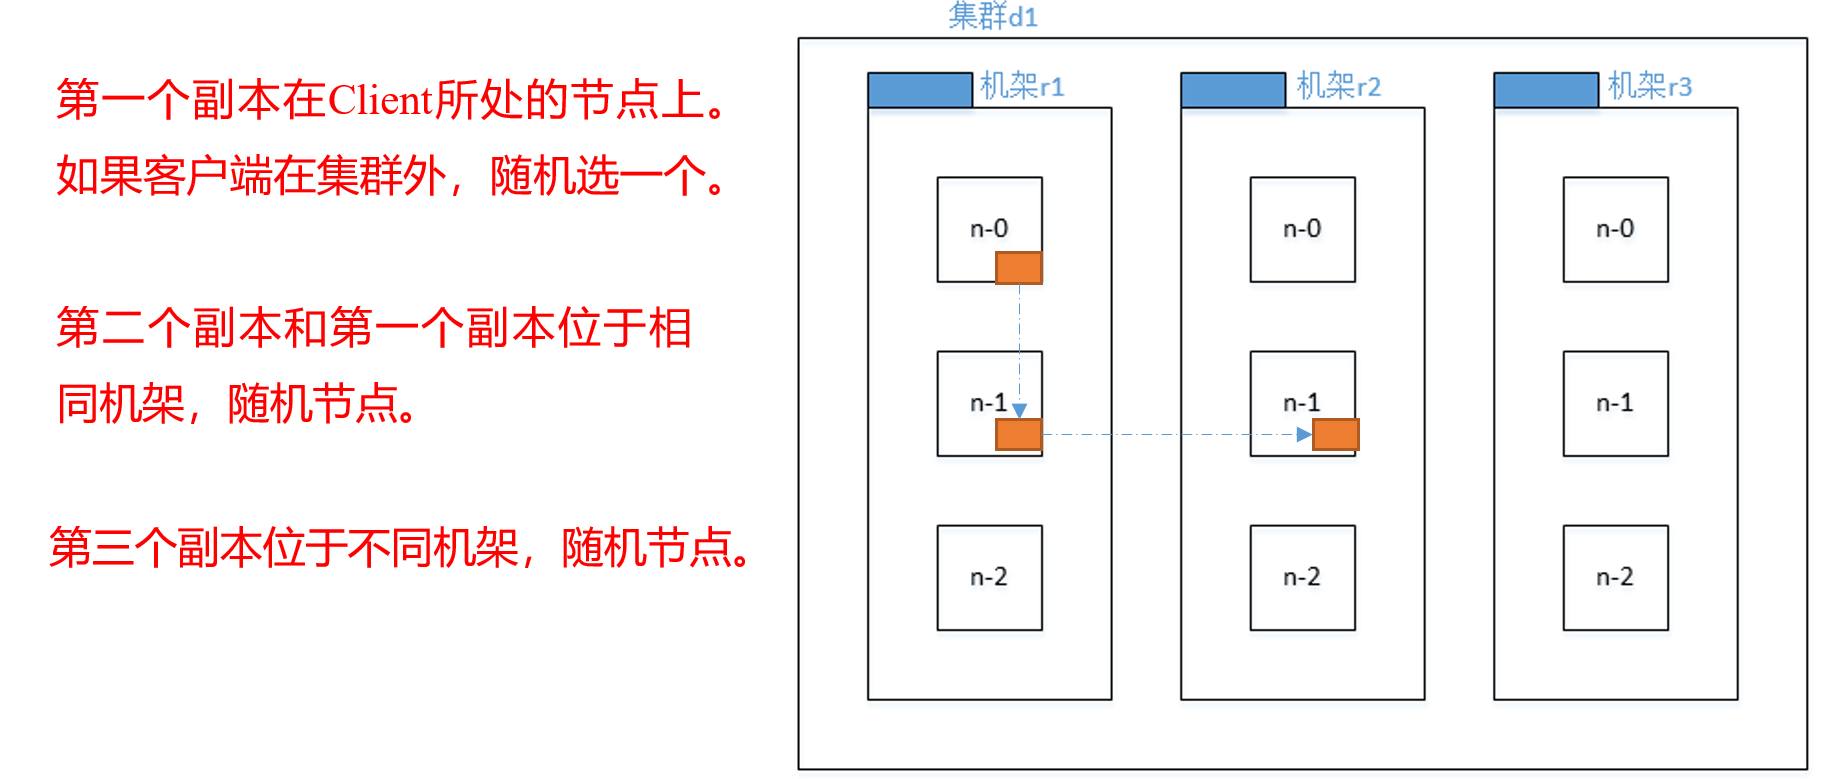 第一个副本在Client所处的节点上。
如果客户端在集群外，随机选一个。
第二个副本和第一个副本位于相
同机架，随机节点。
第三个副本位于不同机架，随机节点。
集群d1
机架r1
n-0
n-1
n-2
机架r2
n-0
n-1
n-2
机架r3
n-0
n-1
n-2